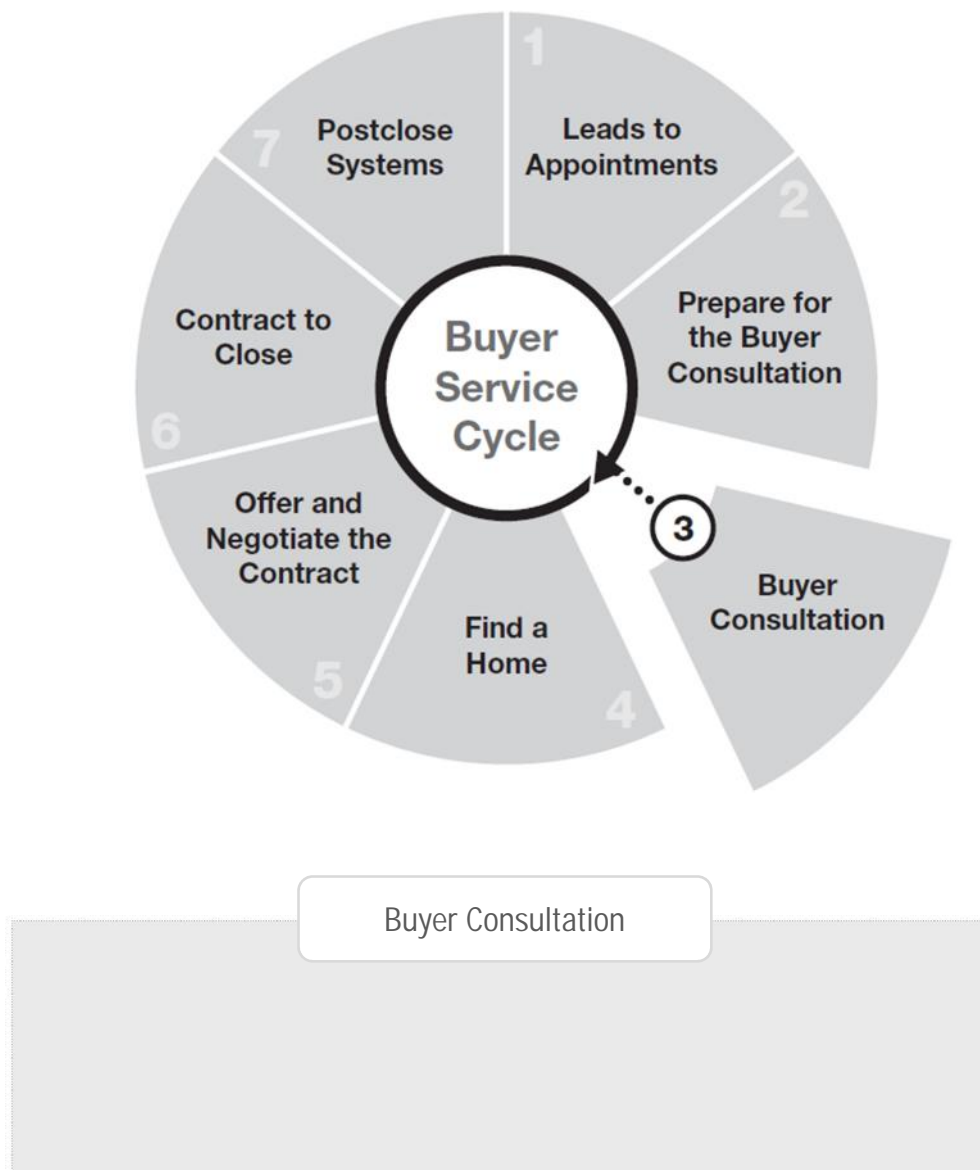 1
Leads to
Appointments
2
Prepare for
the Buyer
Consultation
3
Buyer
Consultation
4
Find a
Home
5
Offer and
Negotiate the
Contract
6
Contract to
Close
7
Postclose
Systems
Buyer
Service
Cycle
Buyer Consultation